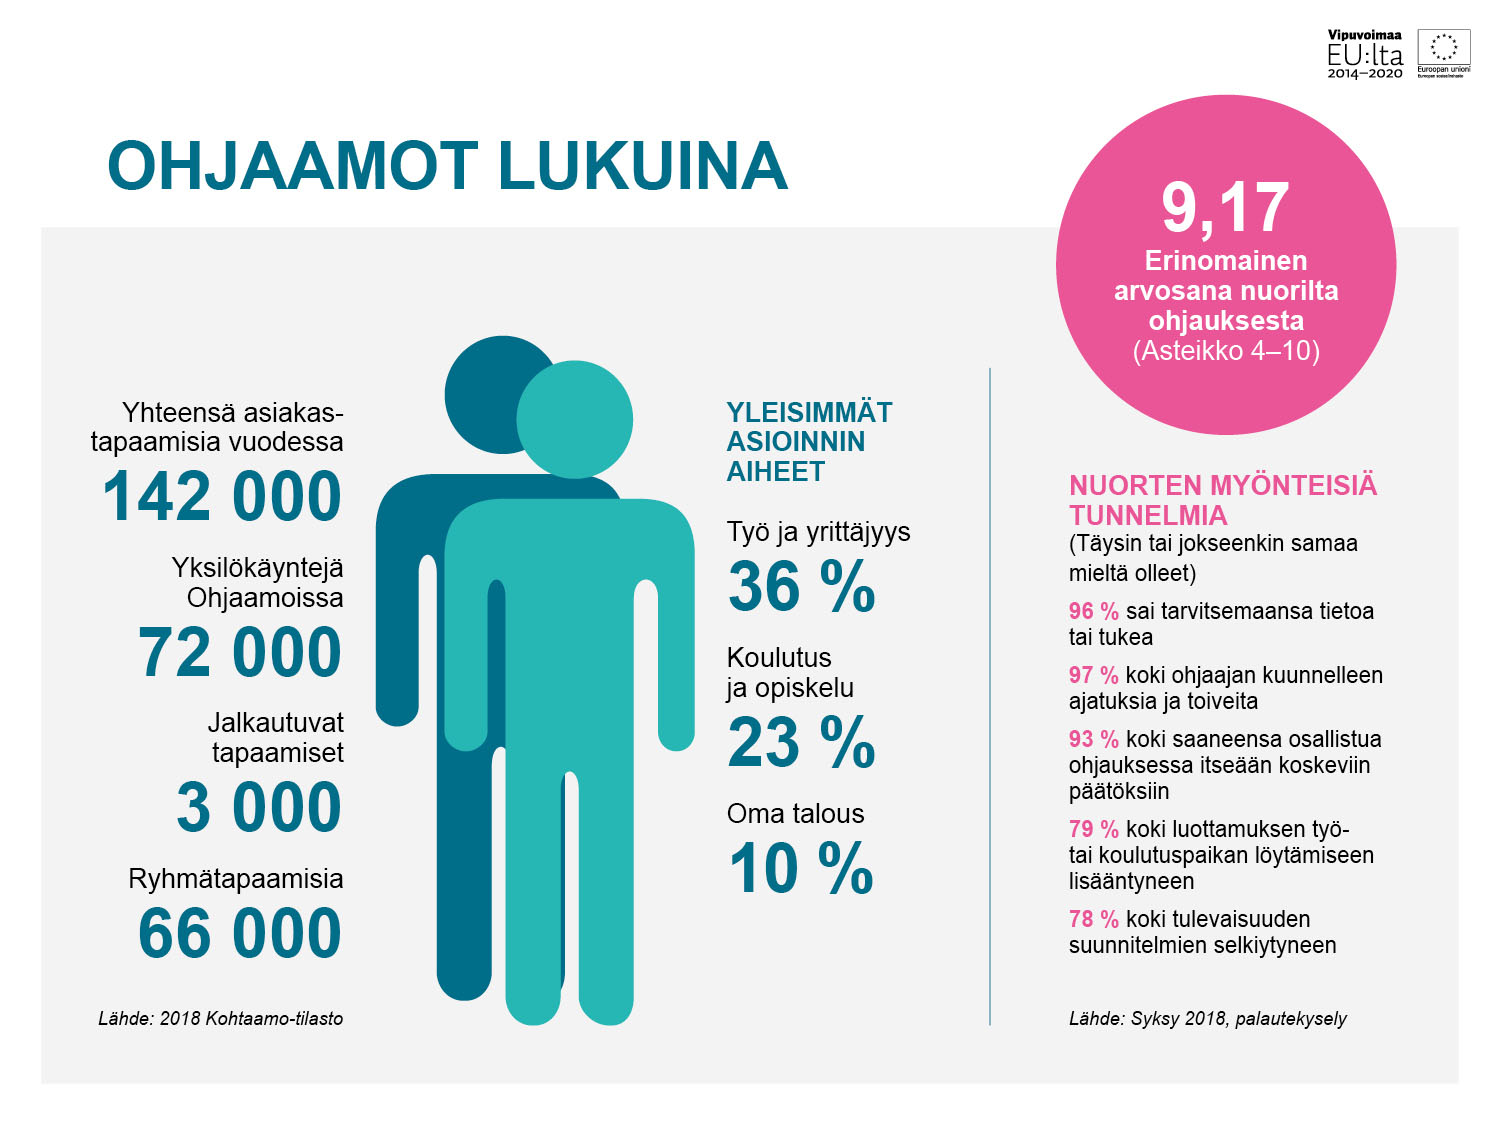 Vipuvoimaa
EU:lta
2014–2020
Euroopan unioni
Euroopan sosiaalirahasto
OHJAAMOT LUKUINA
9,17
Erinomainen
arvosana nuorilta
ohjauksesta
(Asteikko 4–10)
Yhteensä asiakas-
tapaamisia vuodessa
142 000
Yksilökäyntejä
Ohjaamoissa
72 000
Jalkautuvat
tapaamiset
3 000
Ryhmätapaamisia
66 000
Lähde: 2018 Kohtaamo-tilasto
YLEISIMMÄT
ASIOINNIN
AIHEET
Työ ja yrittäjyys
36 %
Koulutus
ja opiskelu
23 %
Oma talous
10 %
NUORTEN MYÖNTEISIÄ
TUNNELMIA
(Täysin tai jokseenkin samaa
mieltä olleet)
96 % sai tarvitsemaansa tietoa
tai tukea
97 % koki ohjaajan kuunnelleen
ajatuksia ja toiveita
93 % koki saaneensa osallistua
ohjauksessa itseään koskeviin
päätöksiin
79 % koki luottamuksen työ-
tai koulutuspaikan löytämiseen
lisääntyneen
78 % koki tulevaisuuden
suunnitelmien selkiytyneen
Lähde: Syksy 2018, palautekysely